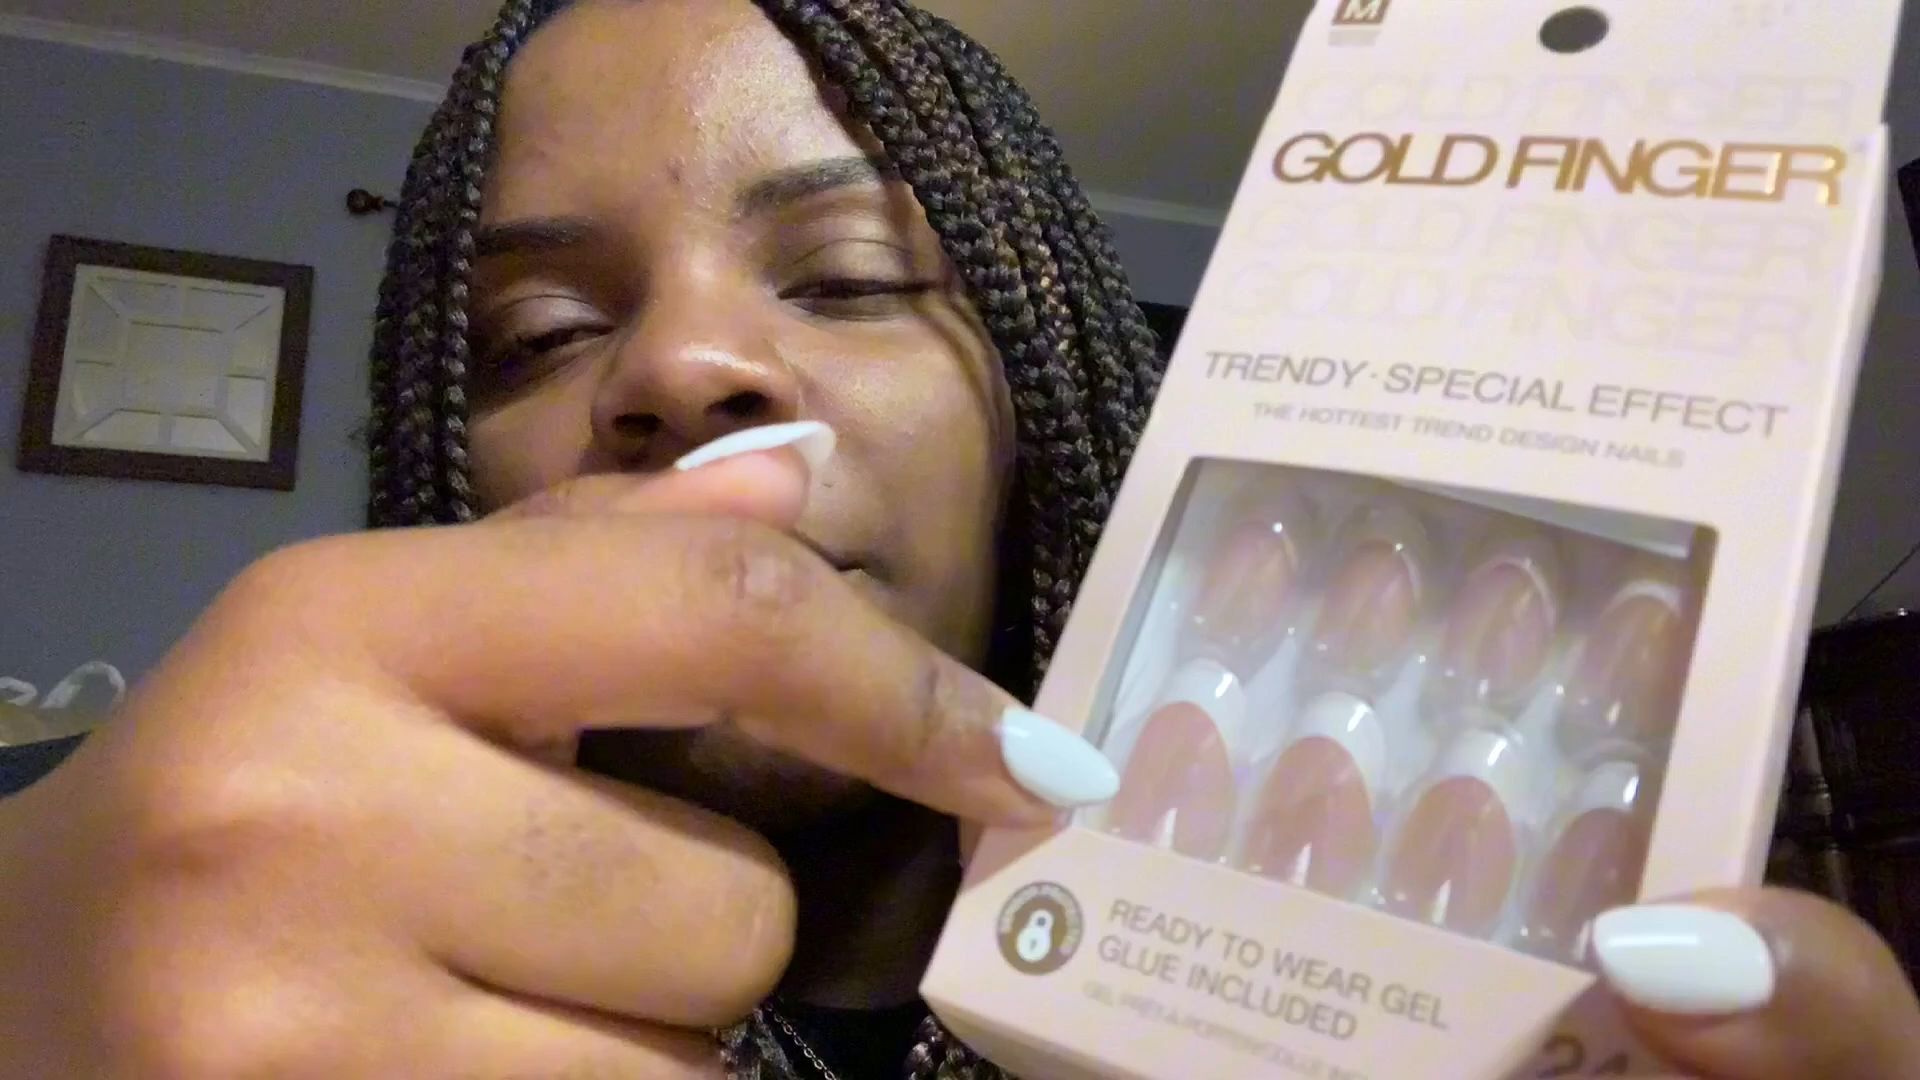 M
GOLD FINGER
GOLD FINGER
GOLD FINGER
GOLD FINGER
TRENDY·SPECIAL EFFECT
THE HOTTEST TREND DESIGN NAILS
READY TO WEAR GEL
GLUE INCLUDED
24